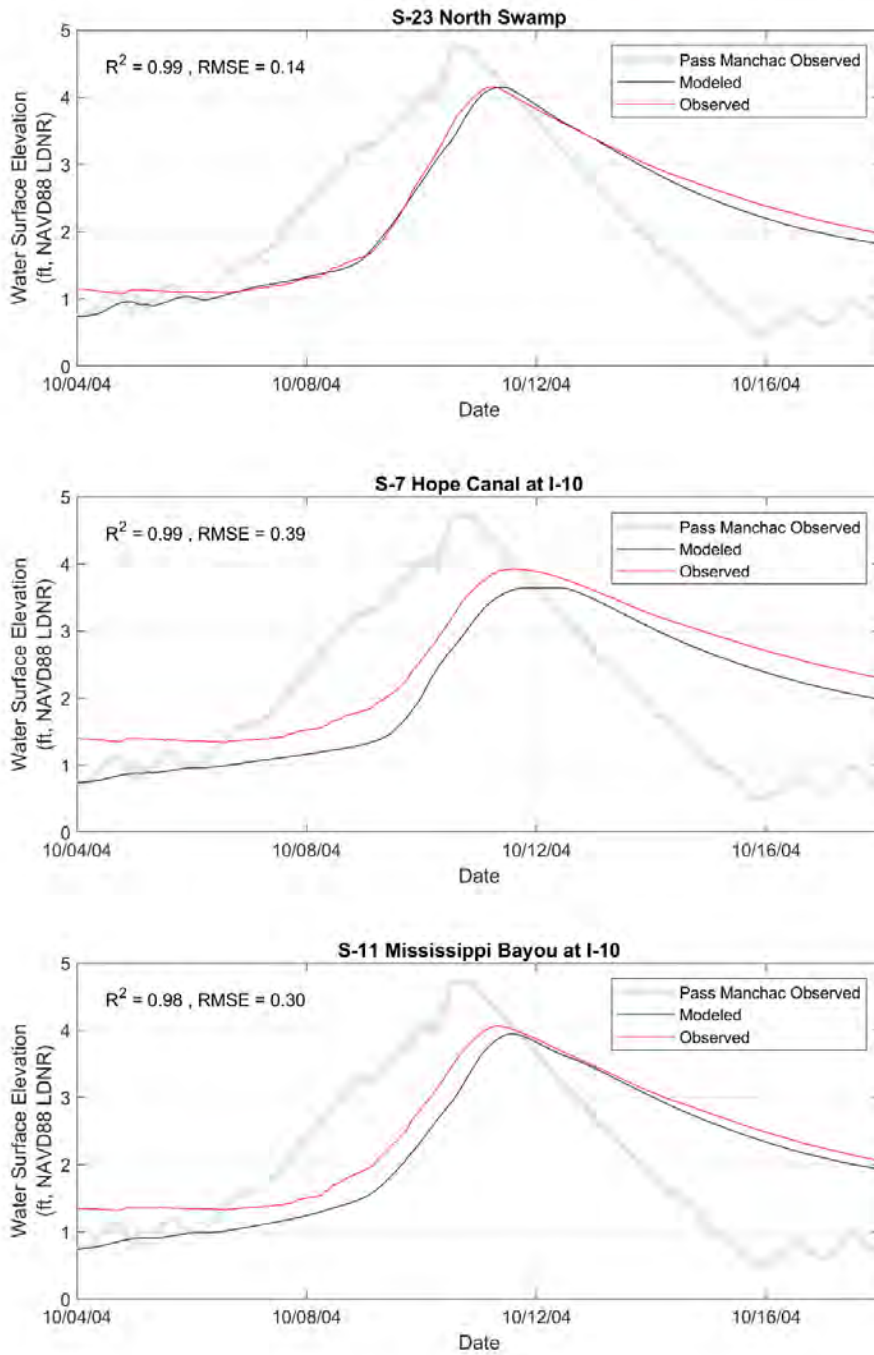 S-23 North Swamp
R² = 0.99 , RMSE = 0.14
Pass Manchac Observed
Modeled
Observed
Water Surface Elevation
(ft, NAVD88 LDNR)
5
4
3
2
1
0
10/04/04 10/08/04 10/12/04 10/16/04
Date
S-7 Hope Canal at I-10
R² = 0.99 , RMSE = 0.39
Pass Manchac Observed
Modeled
Observed
Water Surface Elevation
(ft, NAVD88 LDNR)
5
4
3
2
1
0
10/04/04 10/08/04 10/12/04 10/16/04
Date
S-11 Mississippi Bayou at I-10
R² = 0.98 , RMSE = 0.30
Pass Manchac Observed
Modeled
Observed
Water Surface Elevation
(ft, NAVD88 LDNR)
5
4
3
2
1
0
10/04/04 10/08/04 10/12/04 10/16/04
Date